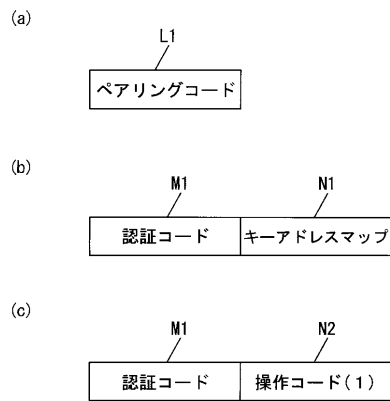 (a)
L1
ペアリングコード
(b)
M1 N1
認証コード キーアドレスマップ
(c)
M1 N2
認証コード 操作コード(1)